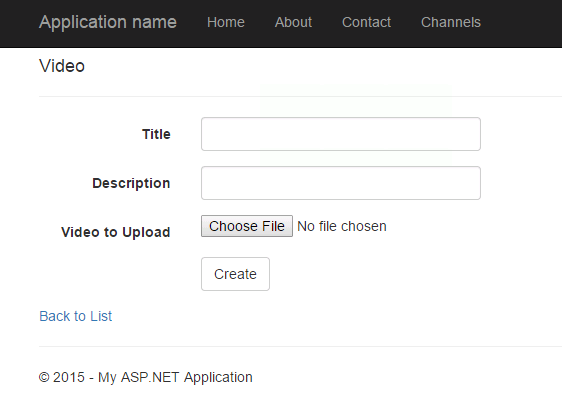 Application name Home About Contact Channels
Video
Title
Description
Video to Upload Choose File No file chosen
Create
Back to List
© 2015 - My ASP.NET Application